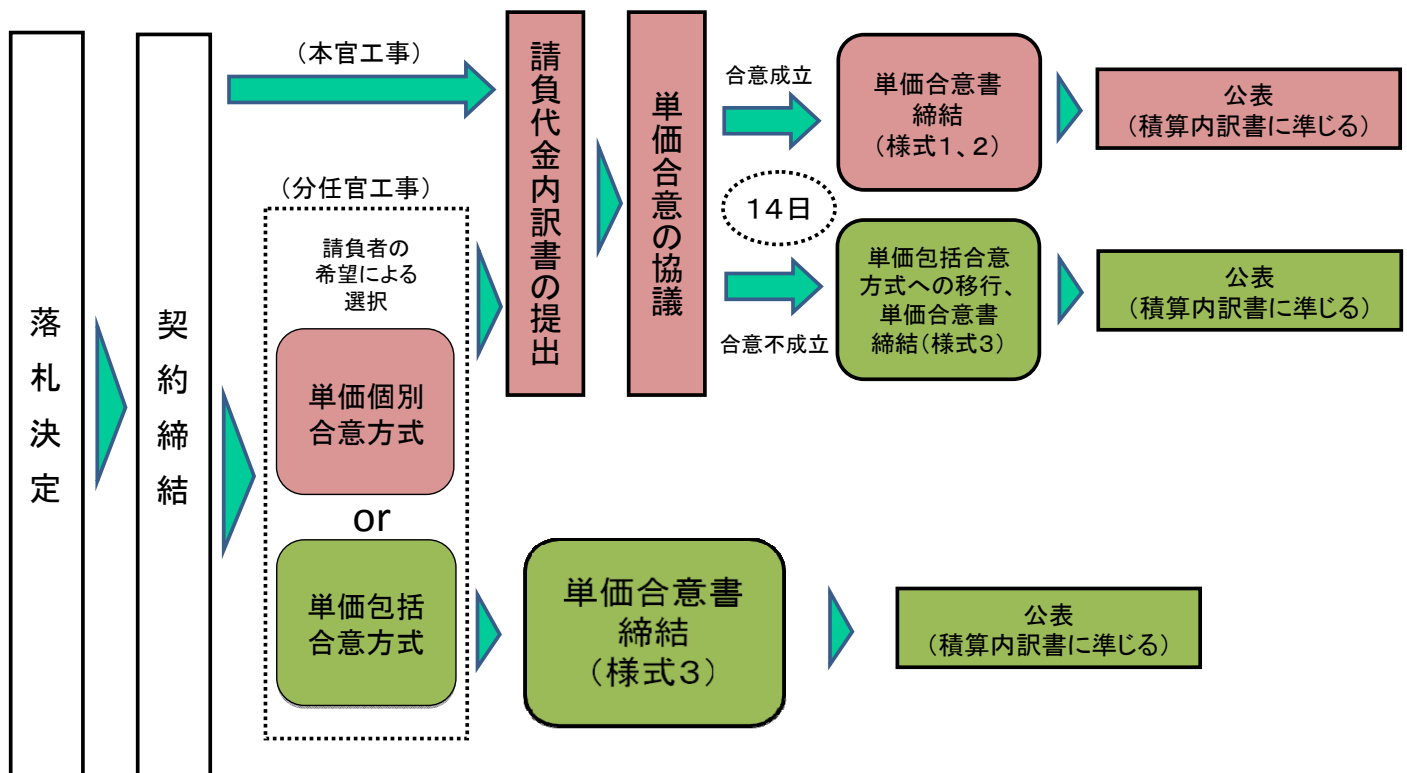 落札決定
契約締結
（本官工事）
（分任官工事）
請負者の
希望による
選択
単価個別
合意方式
or
単価包括
合意方式
請負代金内訳書の提出
単価合意の協議
合意成立
14日
合意不成立
単価合意書
締結
（様式１、２）
公表
（積算内訳書に準じる）
単価包括合意
方式への移行、
単価合意書
締結（様式３）
公表
（積算内訳書に準じる）
単価合意書
締結
（様式３）
公表
（積算内訳書に準じる）